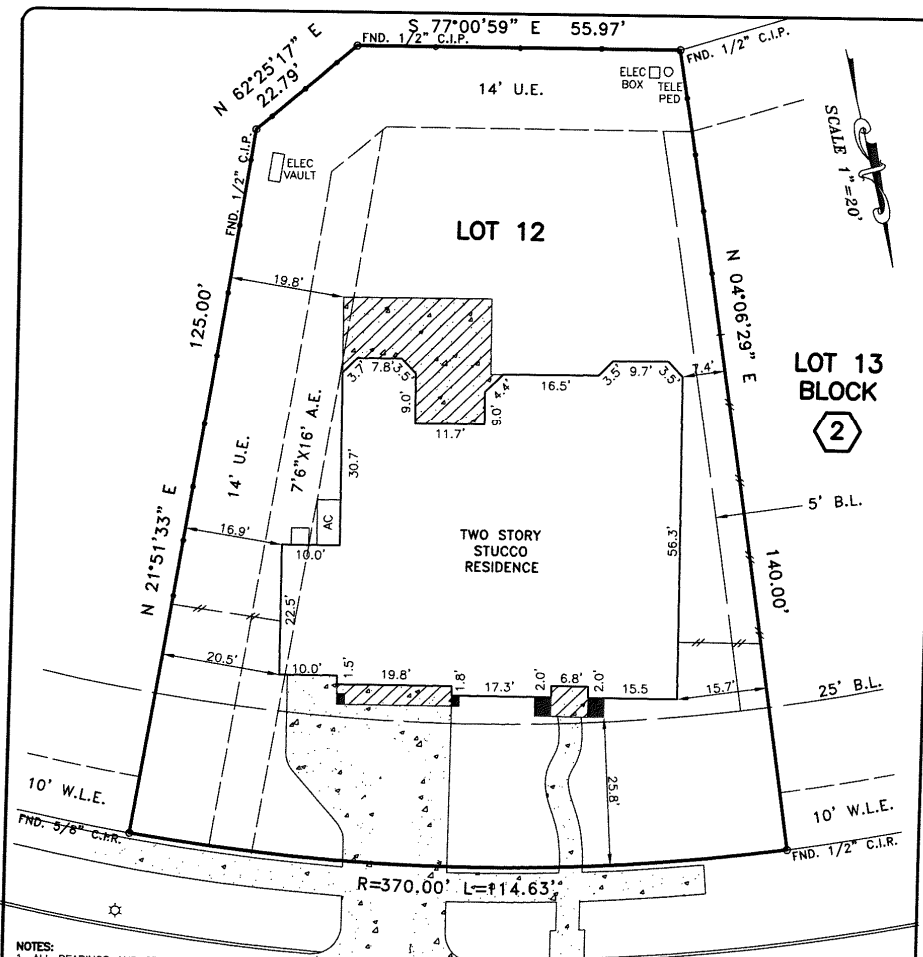 S 77°00'59" E 55.97'
FND. 1/2" C.I.P.
FND. 1/2" C.I.P.
N 62°25'17" E
22.79'
ELEC
BOX
TELE
PED
14' U.E.
SCALE 1"=20'
FND. 1/2" C.I.P.
ELEC
VAULT
LOT 12
N 04°06'29" E
140.00'
19.8'
125.00'
N 21°51'33" E
LOT 13
BLOCK
2
3.7'
7.8'
3.5'
9.0'
11.7'
9.0'
4.4'
16.5'
3.5'
9.7'
3.5'
7.4'
14' U.E.
7'6"X16' A.E.
30.7'
5' B.L.
AC
16.9'
10.0'
TWO STORY
STUCCO
RESIDENCE
56.3'
22.5'
20.5'
10.0'
1.5'
19.8'
1.8'
17.3'
2.0'
6.8'
2.0'
15.5
15.7'
25' B.L.
25.8'
10' W.L.E.
10' W.L.E.
FND. 5/8" C.I.R.
FND. 1/2" C.I.R.
R=370.00' L=114.63'
NOTES: